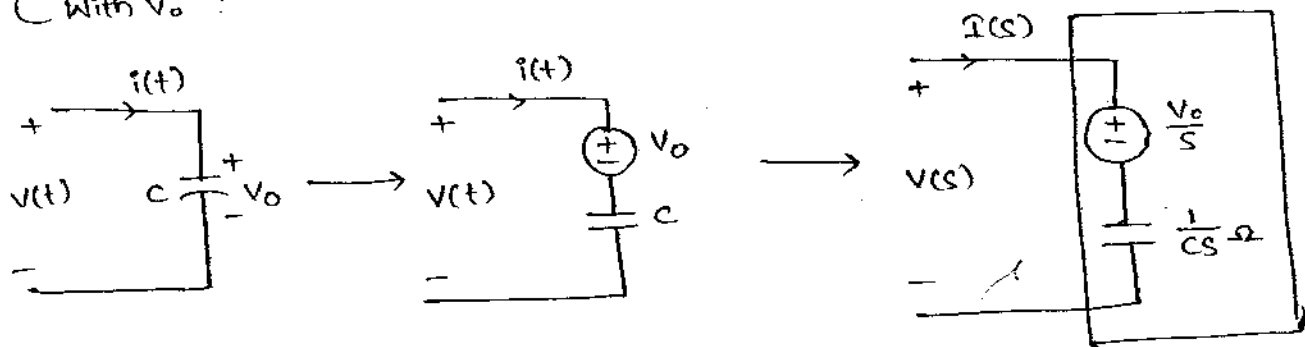 C with V₀ :
i(t)
+
V(t)
-
C
+
V₀
-
i(t)
+
V(t)
-
+
-
V₀
C
I(S)
+
V(S)
-
+
-
V₀/S
1/CS Ω